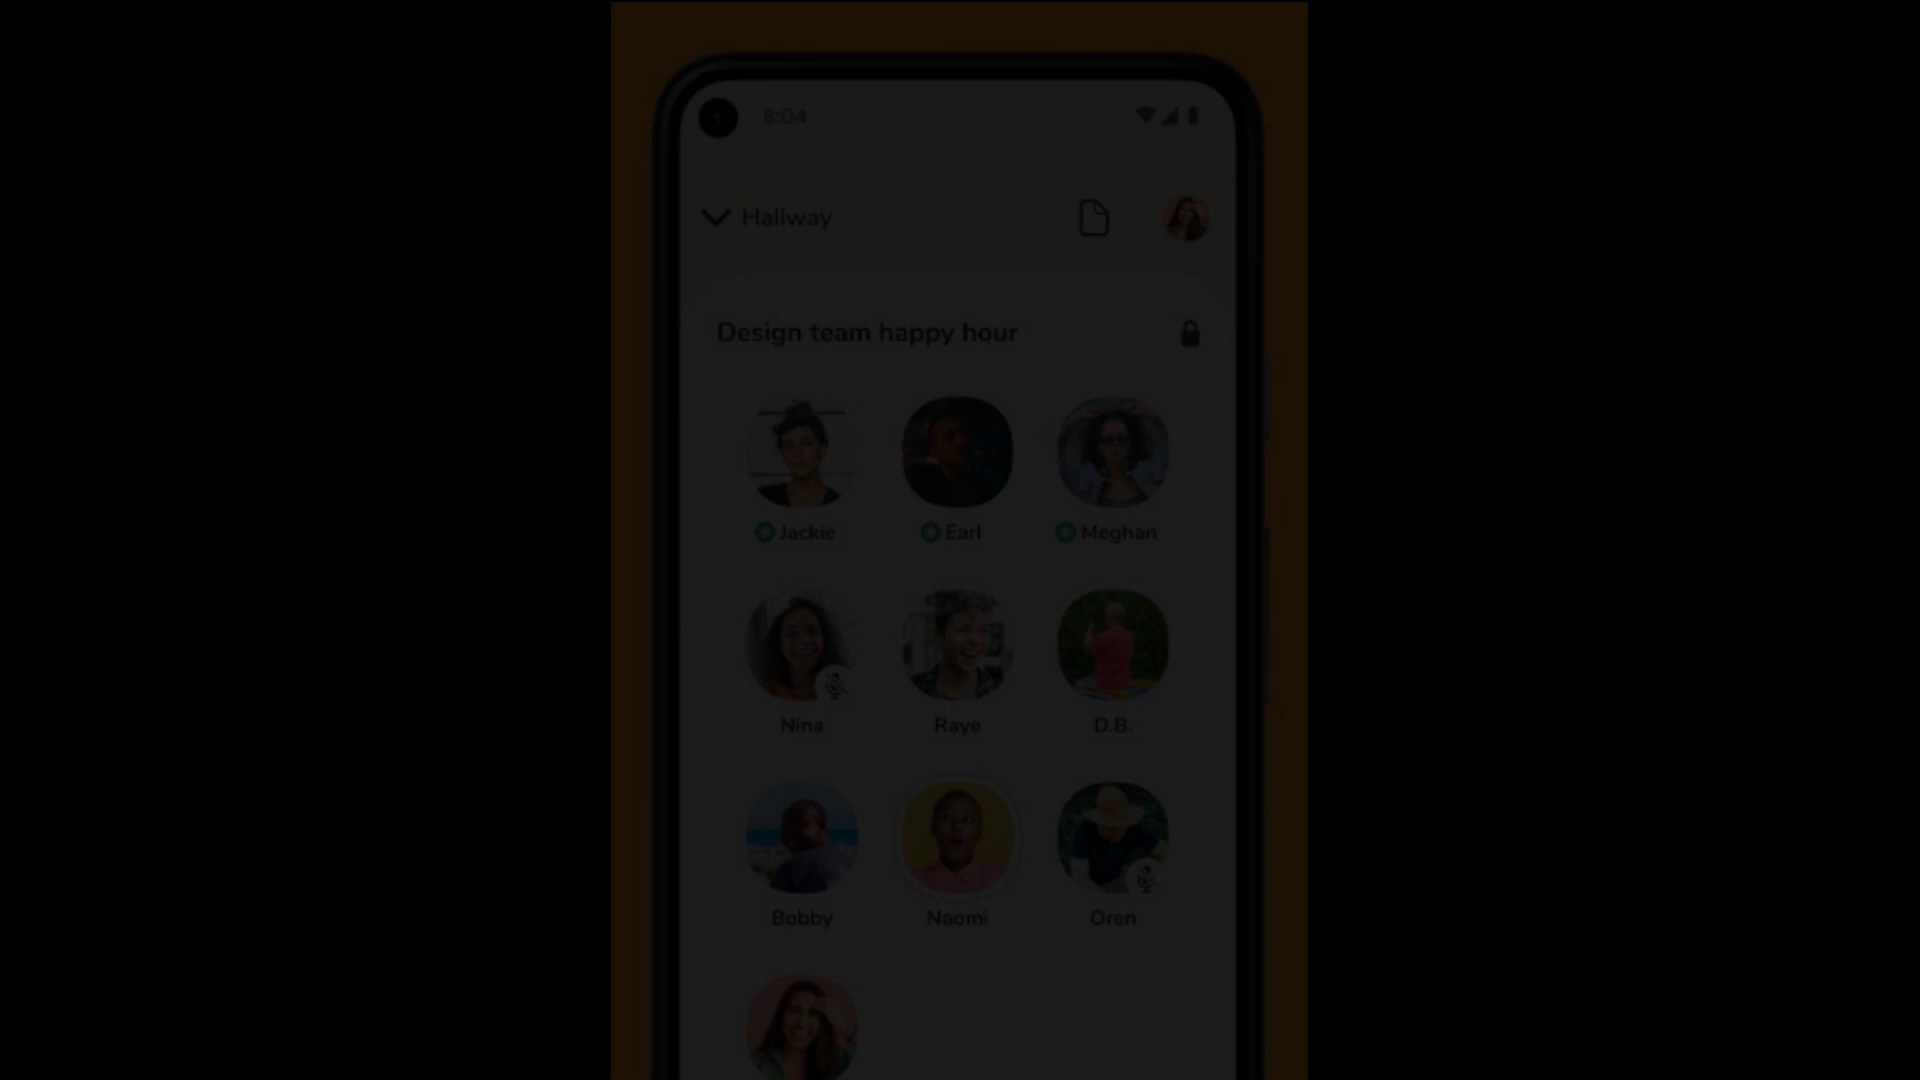 8:04
Hallway
Design team happy hour
Jackie
Earl
Meghan
Nina
Raye
D.B.
Bobby
Naomi
Oren